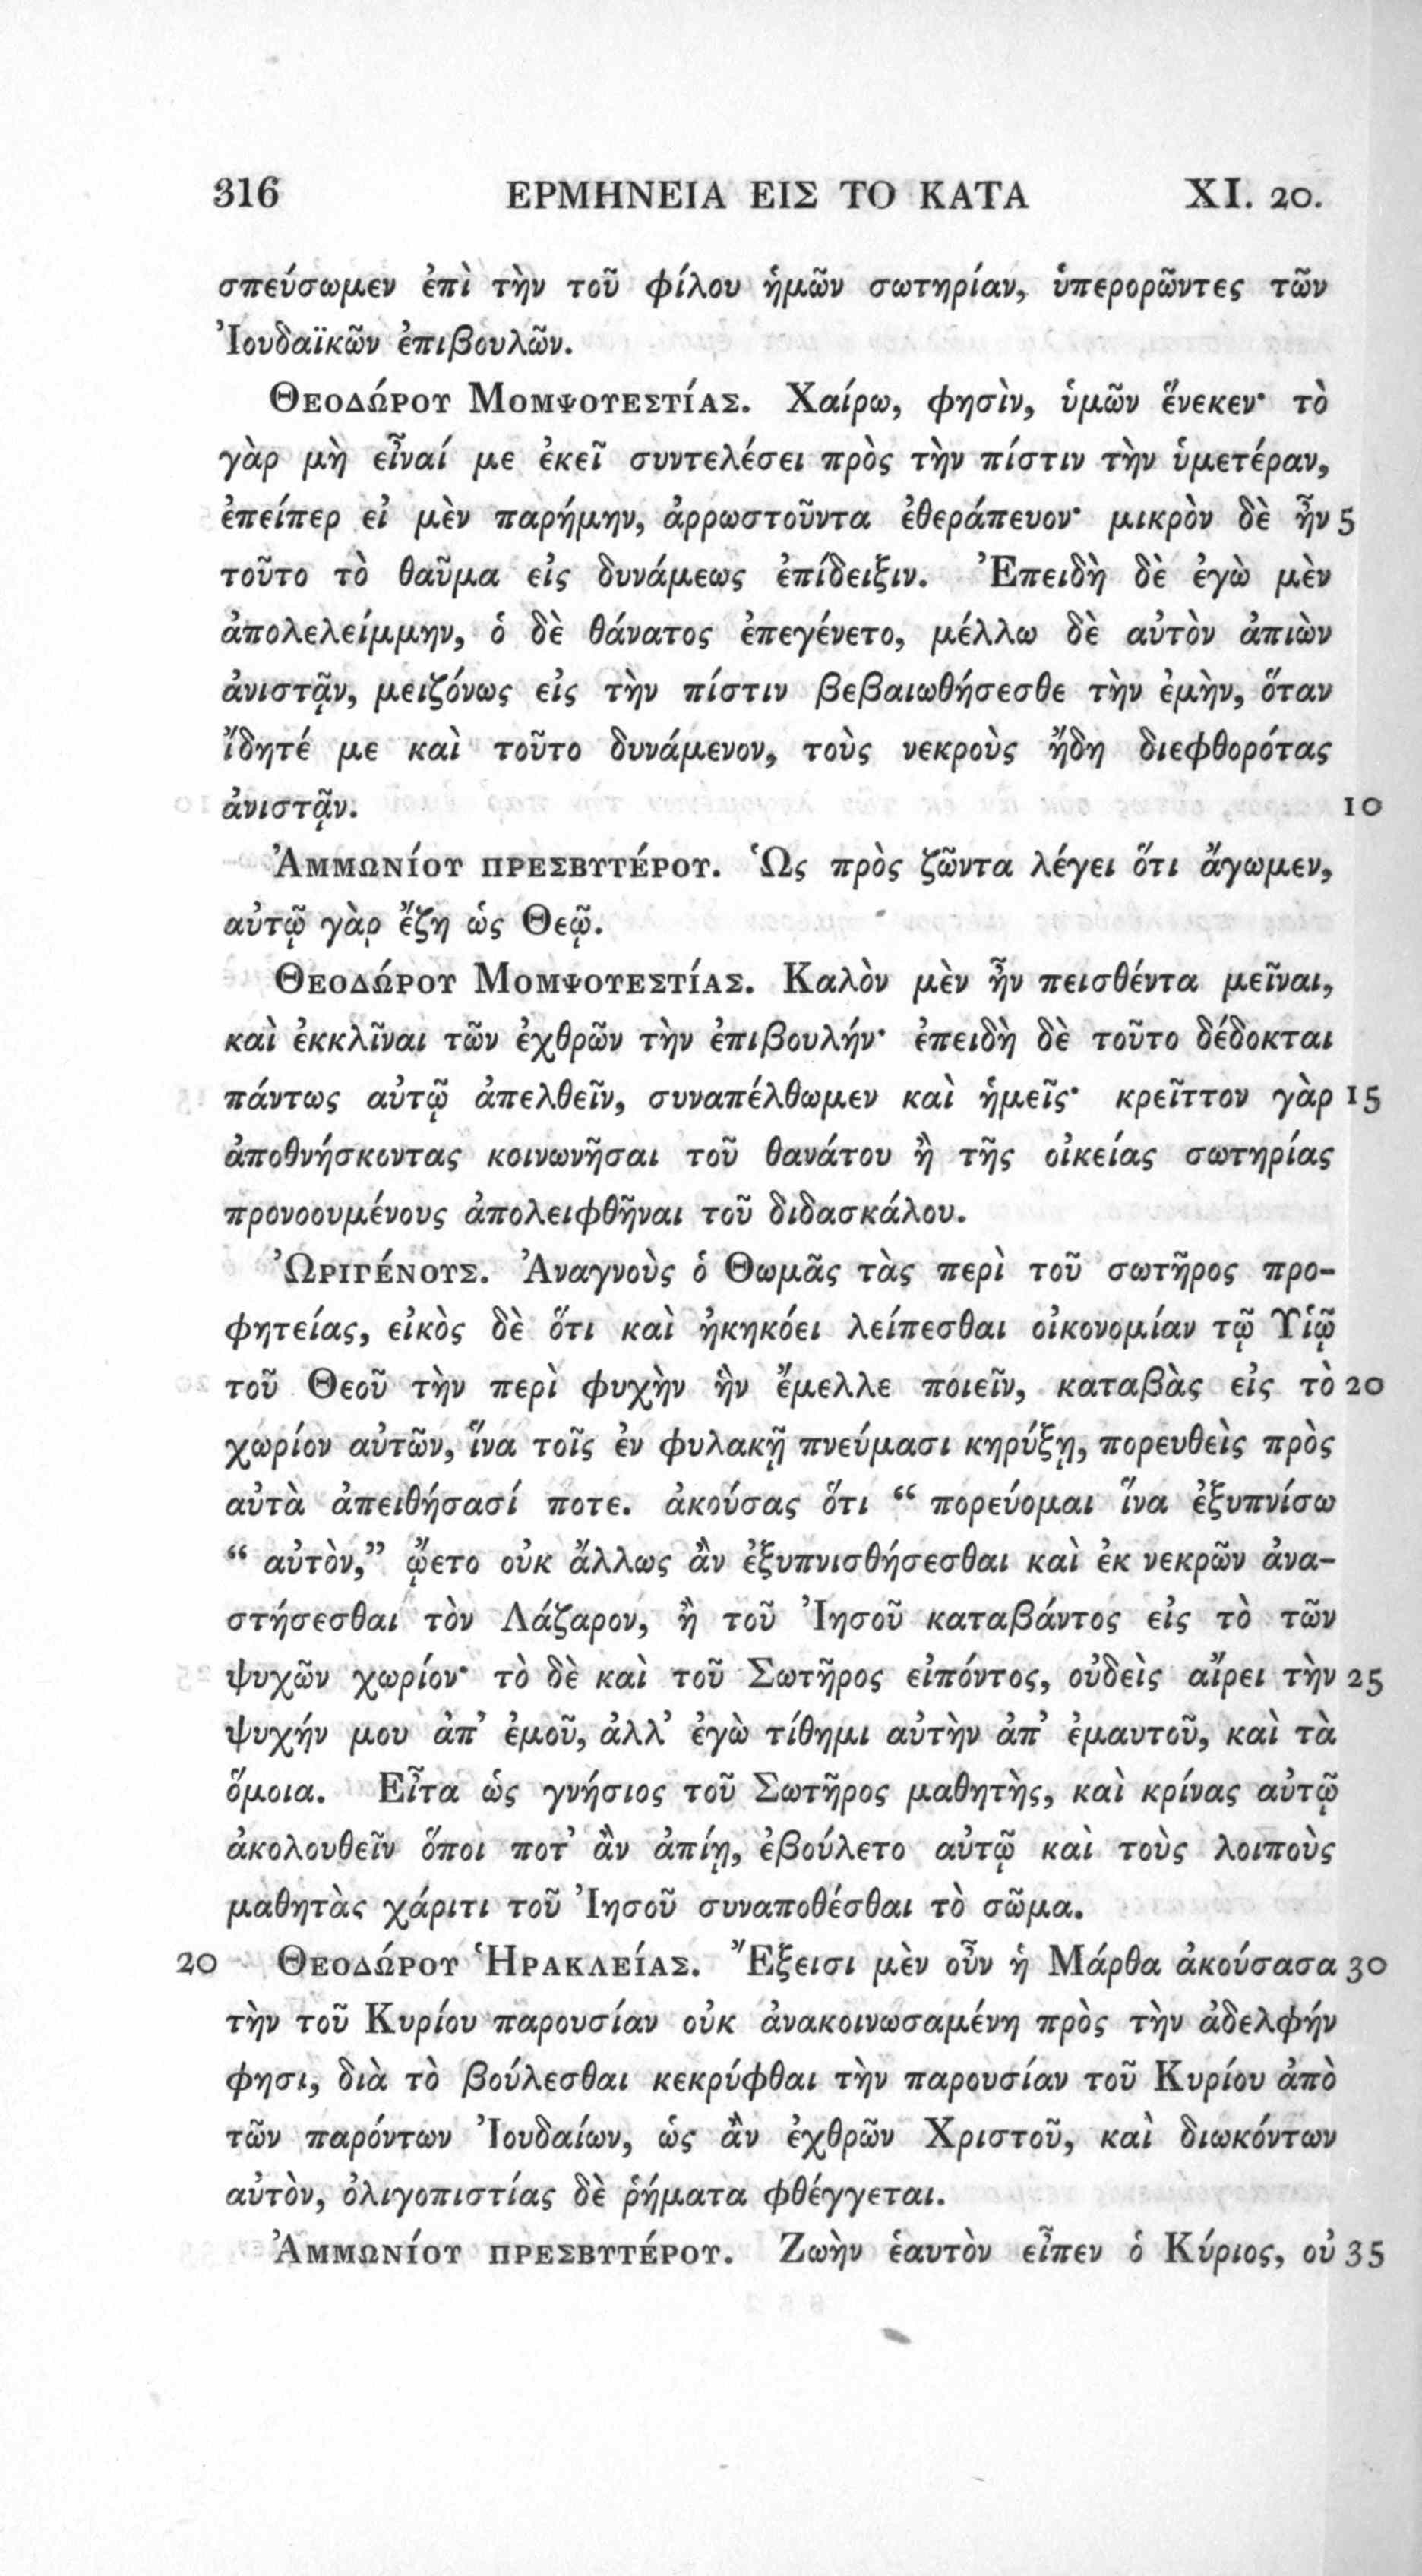 316 ΕΡΜΗΝΕΙΑ ΕΙΣ ΤΟ ΚΑΤΑ XI. 20.
σπεύσωμεν ἐπὶ τὴν τοῦ φίλου ἡμῶν σωτηρίαν, ὑπερορῶντες τῶν
Ἰουδαϊκῶν ἐπιβουλῶν.
Θεοδώρου Μομψουεστίας. Χαίρω, φησὶν, ὑμῶν ἕνεκεν· τὸ
γὰρ μὴ εἶναί με ἐκεῖ συντελέσει πρὸς τὴν πίστιν τὴν ὑμετέραν,
ἐπείπερ εἰ μὲν παρήμην, ἀρρωστοῦντα ἐθεράπευον· μικρὸν δὲ ἦν 5
τοῦτο τὸ θαῦμα εἰς δυνάμεως ἐπίδειξιν. Ἐπειδὴ δὲ ἐγὼ μὲν
ἀπολελείμμην, ὁ δὲ θάνατος ἐπεγένετο, μέλλω δὲ αὐτὸν ἀπιὼν
ἀνιστᾷν, μειζόνως εἰς τὴν πίστιν βεβαιωθήσεσθε τὴν ἐμὴν, ὅταν
ἴδητέ με καὶ τοῦτο δυνάμενον, τοὺς νεκροὺς ἤδη διεφθορότας
ἀνιστᾷν. 10
Ἀμμωνίου πρεσβυτέρου. Ὡς πρὸς ζῶντα λέγει ὅτι ἄγωμεν,
αὐτῷ γὰρ ἔζη ὡς Θεῷ.
Θεοδώρου Μομψουεστίας. Καλὸν μὲν ἦν πεισθέντα μεῖναι,
καὶ ἐκκλῖναι τῶν ἐχθρῶν τὴν ἐπιβουλήν· ἐπειδὴ δὲ τοῦτο δέδοκται
πάντως αὐτῷ ἀπελθεῖν, συναπέλθωμεν καὶ ἡμεῖς· κρεῖττον γὰρ 15
ἀποθνήσκοντας κοινωνῆσαι τοῦ θανάτου ἢ τῆς οἰκείας σωτηρίας
προνοουμένους ἀπολειφθῆναι τοῦ διδασκάλου.
Ὠριγένους. Ἀναγνοὺς ὁ Θωμᾶς τὰς περὶ τοῦ σωτῆρος προ-
φητείας, εἰκὸς δὲ ὅτι καὶ ἠκηκόει λείπεσθαι οἰκονομίαν τῷ Υἱῷ
τοῦ Θεοῦ τὴν περὶ φυχὴν ἣν ἔμελλε ποιεῖν, καταβὰς εἰς τὸ 20
χωρίον αὐτῶν, ἵνα τοῖς ἐν φυλακῇ πνεύμασι κηρύξῃ, πορευθεὶς πρὸς
αὐτὰ ἀπειθήσασί ποτε. ἀκούσας ὅτι “ πορεύομαι ἵνα ἐξυπνίσω
“ αὐτὸν,” ᾤετο οὐκ ἄλλως ἂν ἐξυπνισθήσεσθαι καὶ ἐκ νεκρῶν ἀνα-
στήσεσθαι τὸν Λάζαρον, ἢ τοῦ Ἰησοῦ καταβάντος εἰς τὸ τῶν
ψυχῶν χωρίον· τὸ δὲ καὶ τοῦ Σωτῆρος εἰπόντος, οὐδεὶς αἴρει τὴν 25
ψυχήν μου ἀπ’ ἐμοῦ, ἀλλ’ ἐγὼ τίθημι αὐτὴν ἀπ’ ἐμαυτοῦ, καὶ τὰ
ὅμοια. Εἶτα ὡς γνήσιος τοῦ Σωτῆρος μαθητὴς, καὶ κρίνας αὐτῷ
ἀκολουθεῖν ὅποι ποτ’ ἂν ἀπίῃ, ἐβούλετο αὐτῷ καὶ τοὺς λοιποὺς
μαθητὰς χάριτι τοῦ Ἰησοῦ συναποθέσθαι τὸ σῶμα.
20 Θεοδώρου Ἡρακλείας. Ἔξεισι μὲν οὖν ἡ Μάρθα ἀκούσασα 30
τὴν τοῦ Κυρίου παρουσίαν οὐκ ἀνακοινωσαμένη πρὸς τὴν ἀδελφήν
φησι, διὰ τὸ βούλεσθαι κεκρύφθαι τὴν παρουσίαν τοῦ Κυρίου ἀπὸ
τῶν παρόντων Ἰουδαίων, ὡς ἂν ἐχθρῶν Χριστοῦ, καὶ διωκόντων
αὐτὸν, ὀλιγοπιστίας δὲ ῥήματα φθέγγεται.
Ἀμμωνίου πρεσβυτέρου. Ζωὴν ἑαυτὸν εἶπεν ὁ Κύριος, οὐ 35